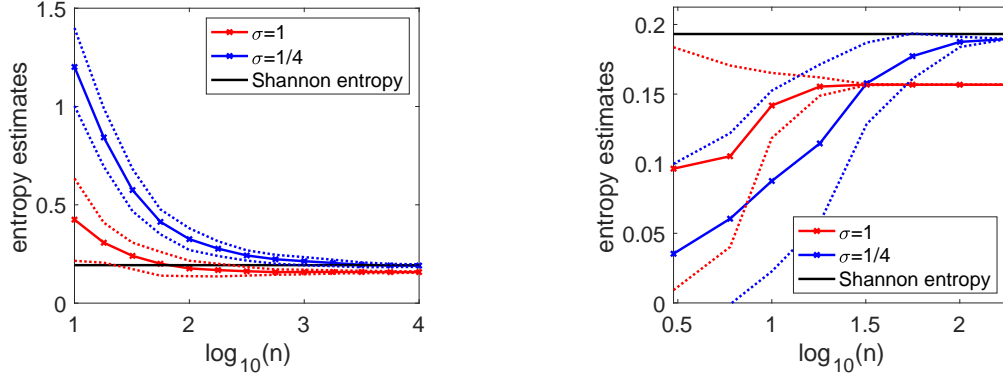 1.5
1
0.5
0
entropy estimates
σ=1
σ=1/4
Shannon entropy
1
2
3
4
log10(n)
0.2
0.15
0.1
0.05
0
entropy estimates
σ=1
σ=1/4
Shannon entropy
0.5
1
1.5
2
log10(n)